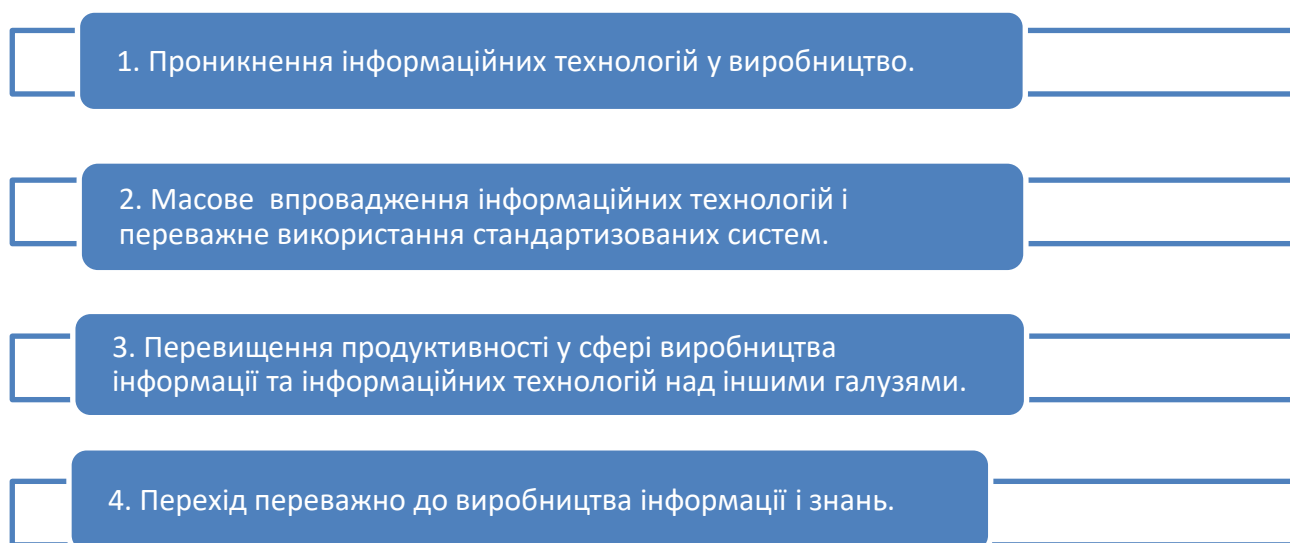 1. Проникнення інформаційних технологій у виробництво.
2. Масове  впровадження інформаційних технологій і
переважне використання стандартизованих систем.
3. Перевищення продуктивності у сфері виробництва
інформації та інформаційних технологій над іншими галузями.
4. Перехід переважно до виробництва інформації і знань.